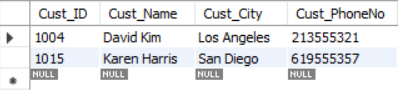 Cust_ID Cust_Name Cust_City Cust_PhoneNo
1004 David Kim Los Angeles 213555321
1015 Karen Harris San Diego 619555357
NULL NULL NULL NULL